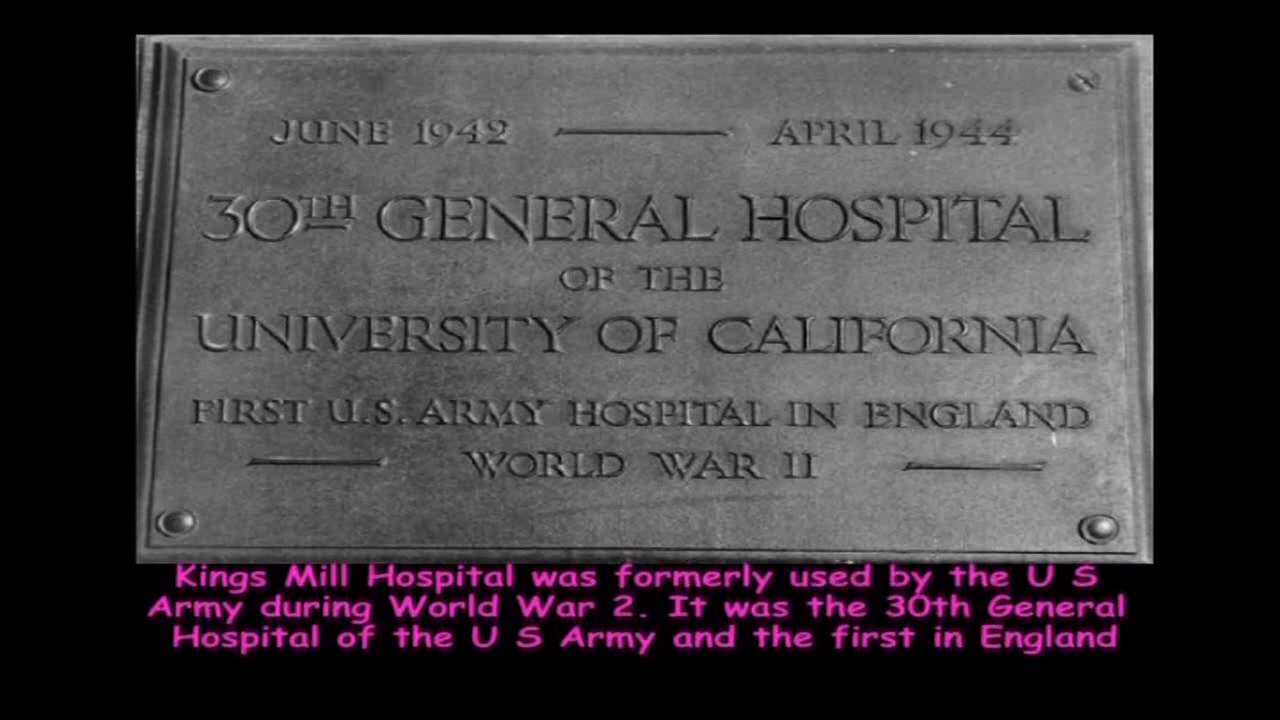 JUNE 1942 — APRIL 1944
30TH GENERAL HOSPITAL
OF THE
UNIVERSITY OF CALIFORNIA
FIRST U.S. ARMY HOSPITAL IN ENGLAND
— WORLD WAR II —
Kings Mill Hospital was formerly used by the U S
Army during World War 2. It was the 30th General
Hospital of the U S Army and the first in England